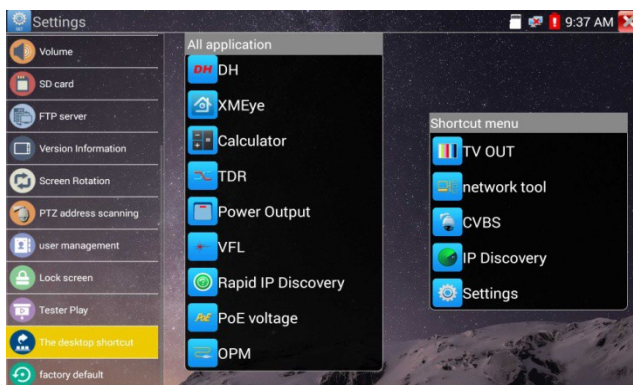 Settings
9:37 AM
Volume
SD card
FTP server
Version Information
Screen Rotation
PTZ address scanning
user management
Lock screen
Tester Play
The desktop shortcut
factory default
All application
DH DH
XMEye
Calculator
TDR
Power Output
VFL
Rapid IP Discovery
PoE PoE voltage
OPM
Shortcut menu
TV OUT
network tool
CVBS
IP Discovery
Settings